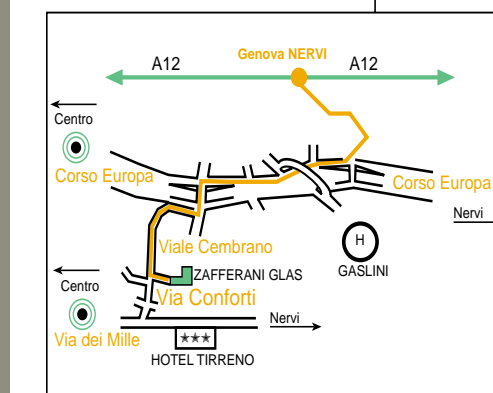 Genova NERVI
A12
A12
Centro
Corso Europa
Corso Europa
Nervi
Viale Cembrano
H
GASLINI
ZAFFERANI GLAS
Centro
Via Conforti
Nervi
Via dei Mille
★★★
HOTEL TIRRENO